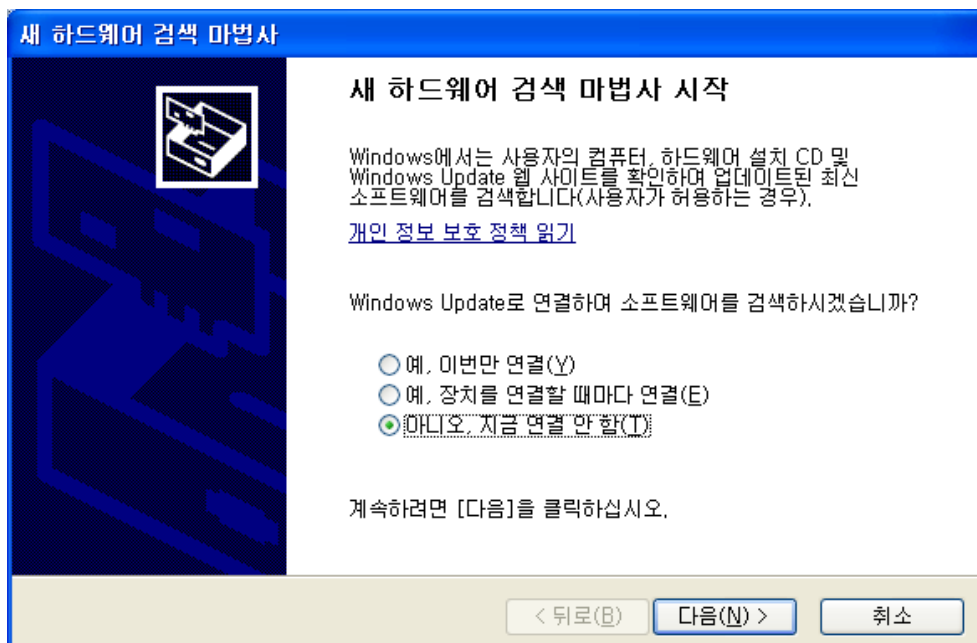 새 하드웨어 검색 마법사
새 하드웨어 검색 마법사 시작
Windows에서는 사용자의 컴퓨터, 하드웨어 설치 CD 및
Windows Update 웹 사이트를 확인하여 업데이트된 최신
소프트웨어를 검색합니다(사용자가 허용하는 경우).
개인 정보 보호 정책 읽기
Windows Update로 연결하여 소프트웨어를 검색하시겠습니까?
예, 이번만 연결(Y)
예, 장치를 연결할 때마다 연결(E)
아니오, 지금 연결 안 함(T)
계속하려면 [다음]을 클릭하십시오.
< 뒤로(B) 다음(N) > 취소